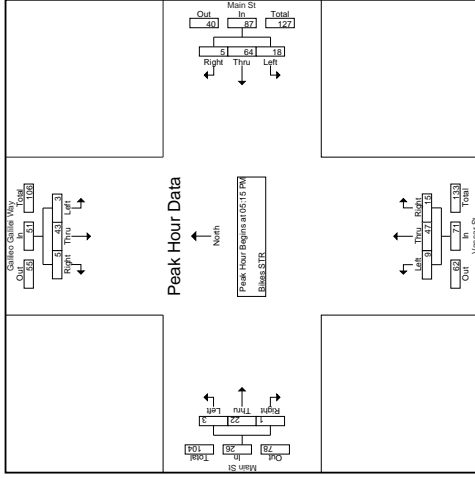 Main St
Out In Total
40 87 127
5 64 18
Right Thru Left
Galileo Galilei Way
Out In Total
55 51 106
5 43 3
Right Thru Left
Peak Hour Data
North
Peak Hour Begins at 05:15 PM
Bikes STR
Left Thru Right
9 47 15
62 71 133
Out In Total
Left Thru Right
3 22 1
104 26 78
Total In Out
Main St